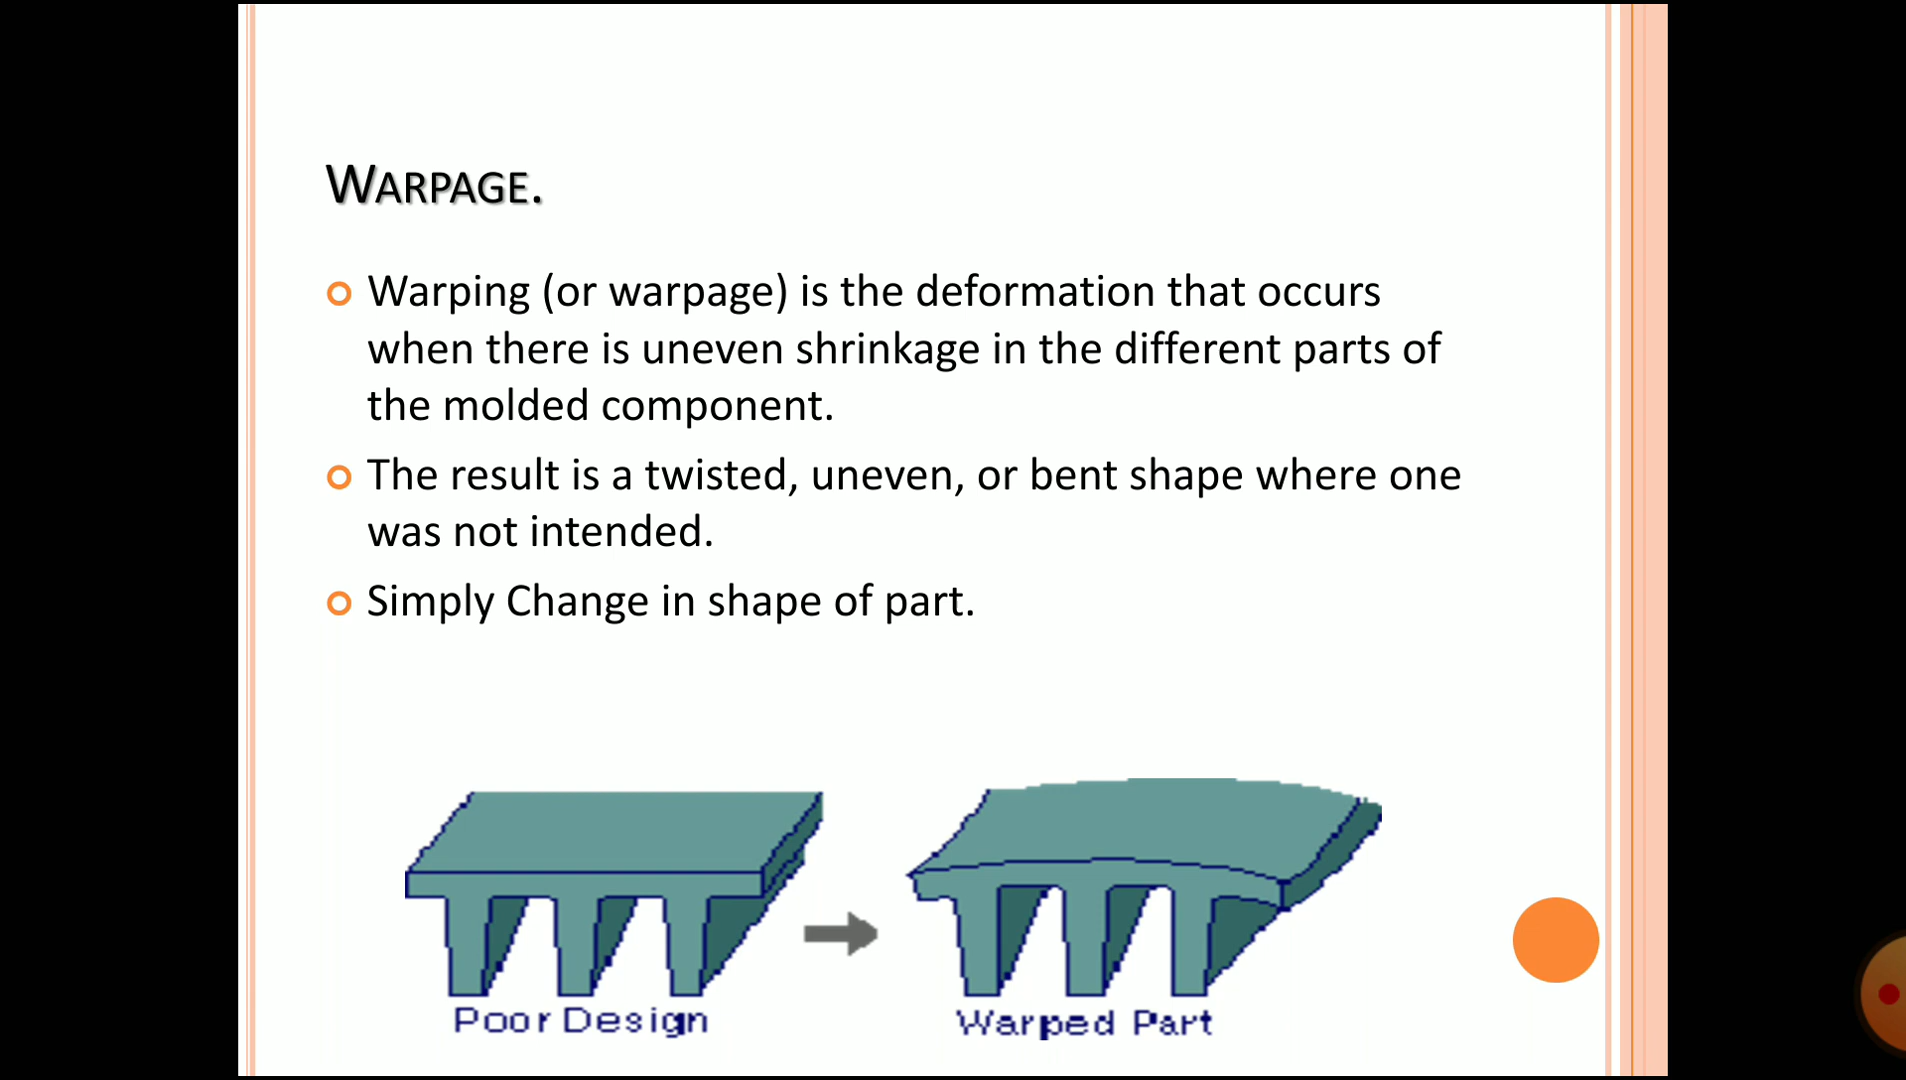 WARPAGE.
Warping (or warpage) is the deformation that occurs
when there is uneven shrinkage in the different parts of
the molded component.
The result is a twisted, uneven, or bent shape where one
was not intended.
Simply Change in shape of part.
Poor Design
Warped Part